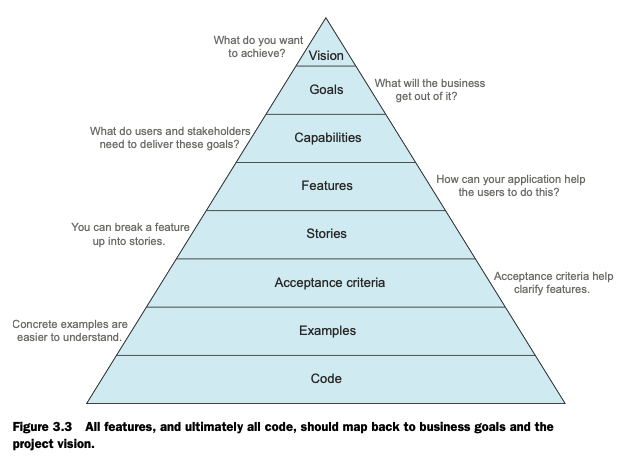 What do you want
to achieve?
Vision
Goals
What will the business
get out of it?
What do users and stakeholders
need to deliver these goals?
Capabilities
Features
How can your application help
the users to do this?
You can break a feature
up into stories.
Stories
Acceptance criteria
Acceptance criteria help
clarify features.
Concrete examples are
easier to understand.
Examples
Code
Figure 3.3 All features, and ultimately all code, should map back to business goals and the
project vision.